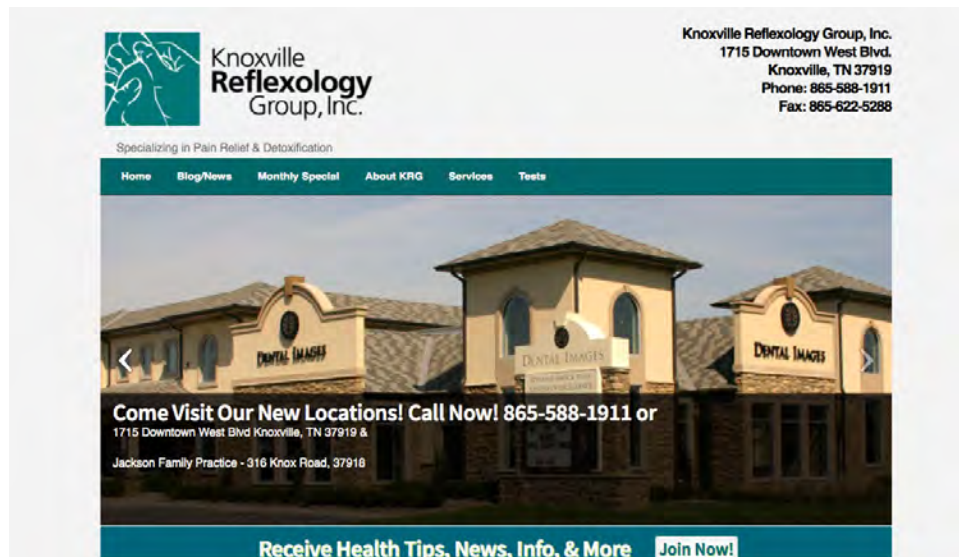 Knoxville
Reflexology
Group, Inc.
Knoxville Reflexology Group, Inc.
1715 Downtown West Blvd.
Knoxville, TN 37919
Phone: 865-588-1911
Fax: 865-622-5288
Specializing in Pain Relief & Detoxification
Home Blog/News Monthly Special About KRG Services Tests
DENTAL IMAGES
DENTAL IMAGES
DENTAL IMAGES
Come Visit Our New Locations! Call Now! 865-588-1911 or
1715 Downtown West Blvd Knoxville, TN 37919 &
Jackson Family Practice - 316 Knox Road, 37918
Receive Health Tips, News, Info, & More Join Now!